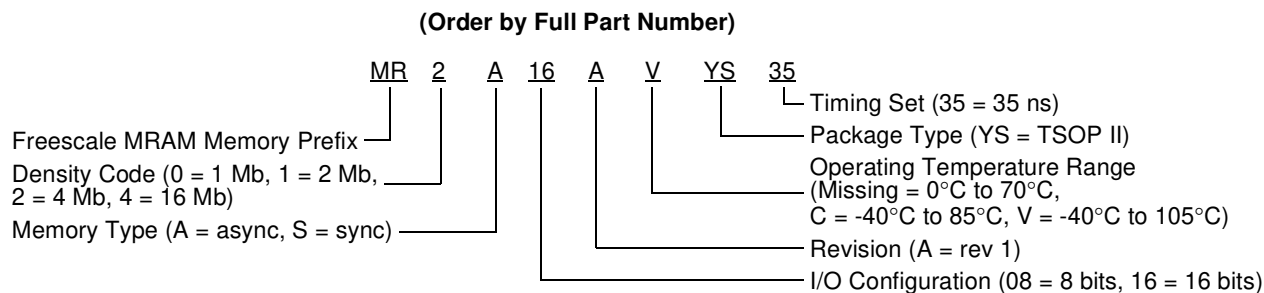 (Order by Full Part Number)
MR 2 A 16 A V YS 35
Timing Set (35 = 35 ns)
Freescale MRAM Memory Prefix
Package Type (YS = TSOP II)
Density Code (0 = 1 Mb, 1 = 2 Mb,
2 = 4 Mb, 4 = 16 Mb)
Operating Temperature Range
(Missing = 0°C to 70°C,
C = -40°C to 85°C, V = -40°C to 105°C)
Memory Type (A = async, S = sync)
Revision (A = rev 1)
I/O Configuration (08 = 8 bits, 16 = 16 bits)